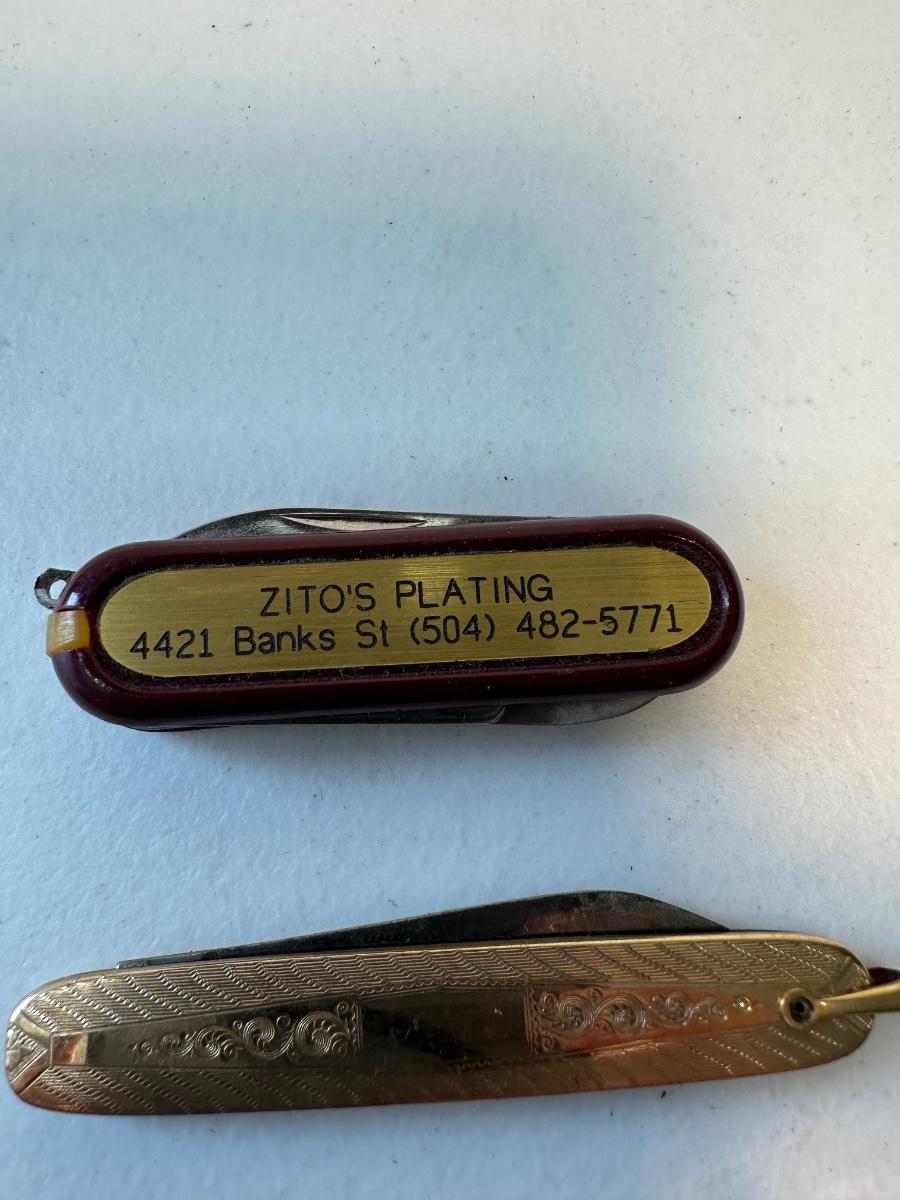 ZITO'S PLATING
4421 Banks St (504) 482-5771